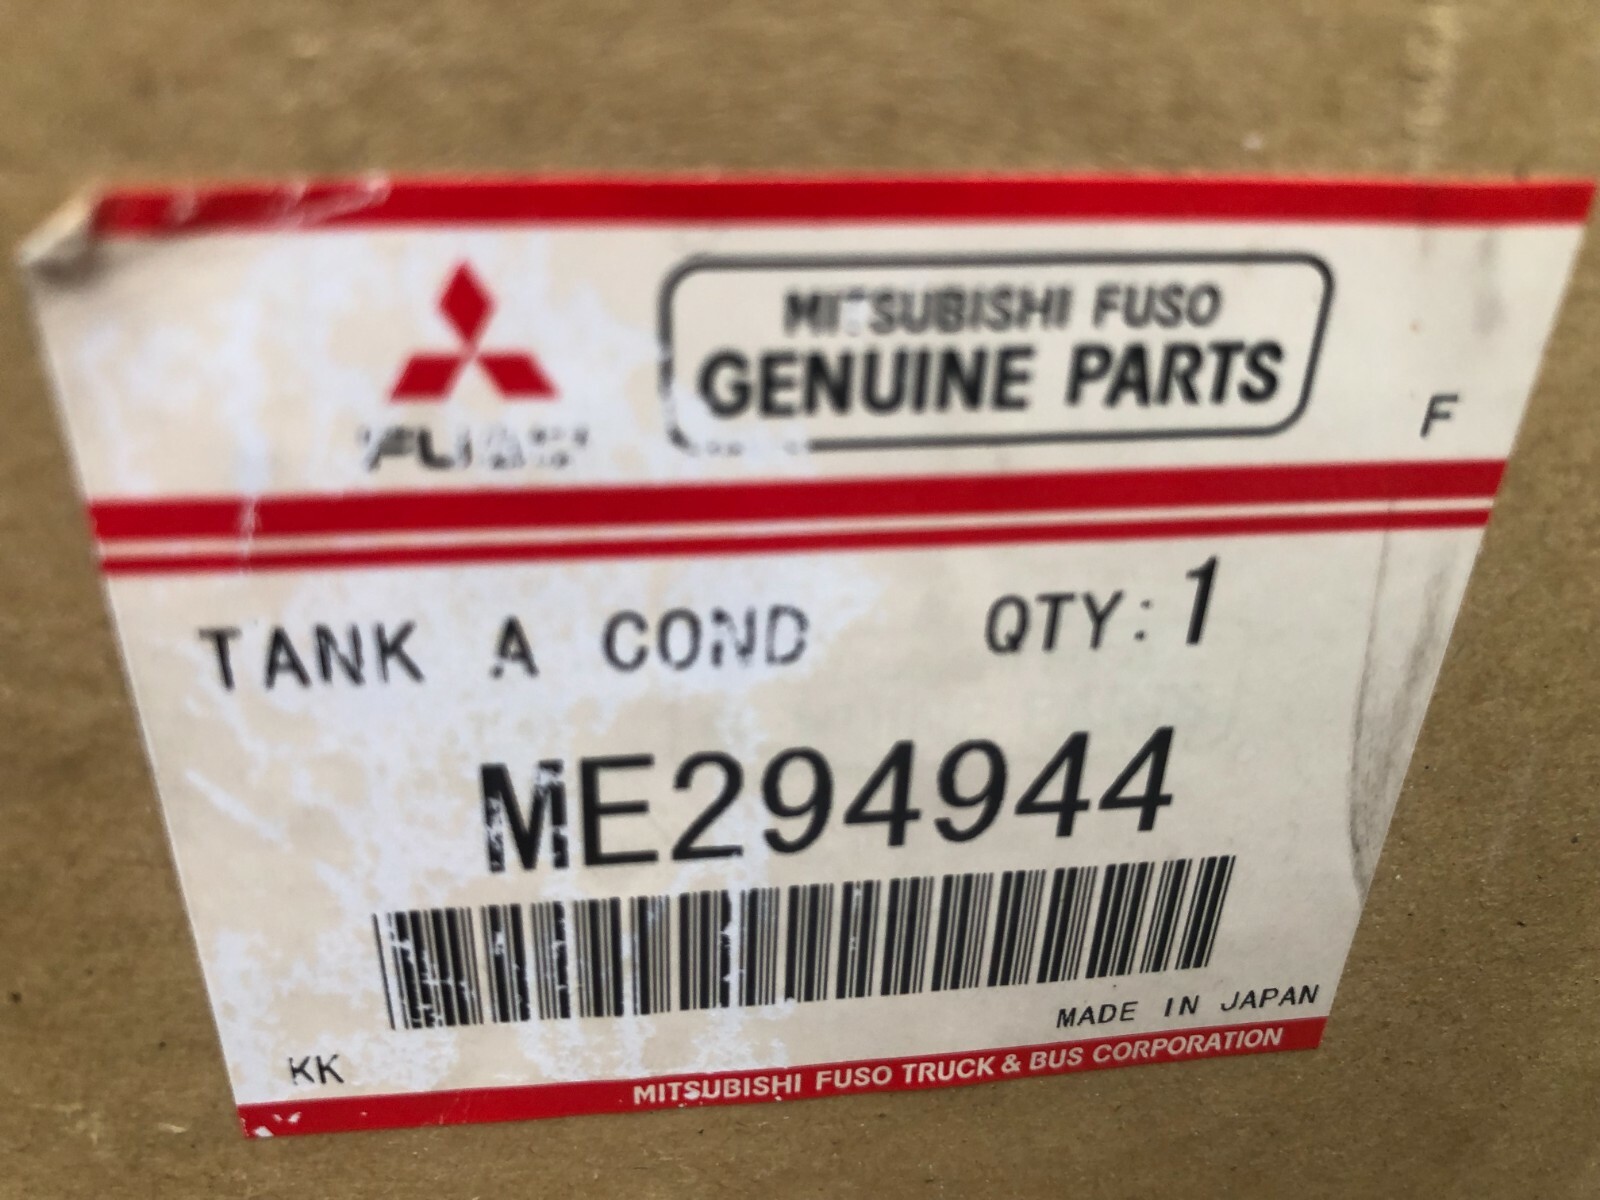 MITSUBISHI FUSO
GENUINE PARTS
F
TANK A COND QTY: 1
ME294944
MADE IN JAPAN
KK
MITSUBISHI FUSO TRUCK & BUS CORPORATION